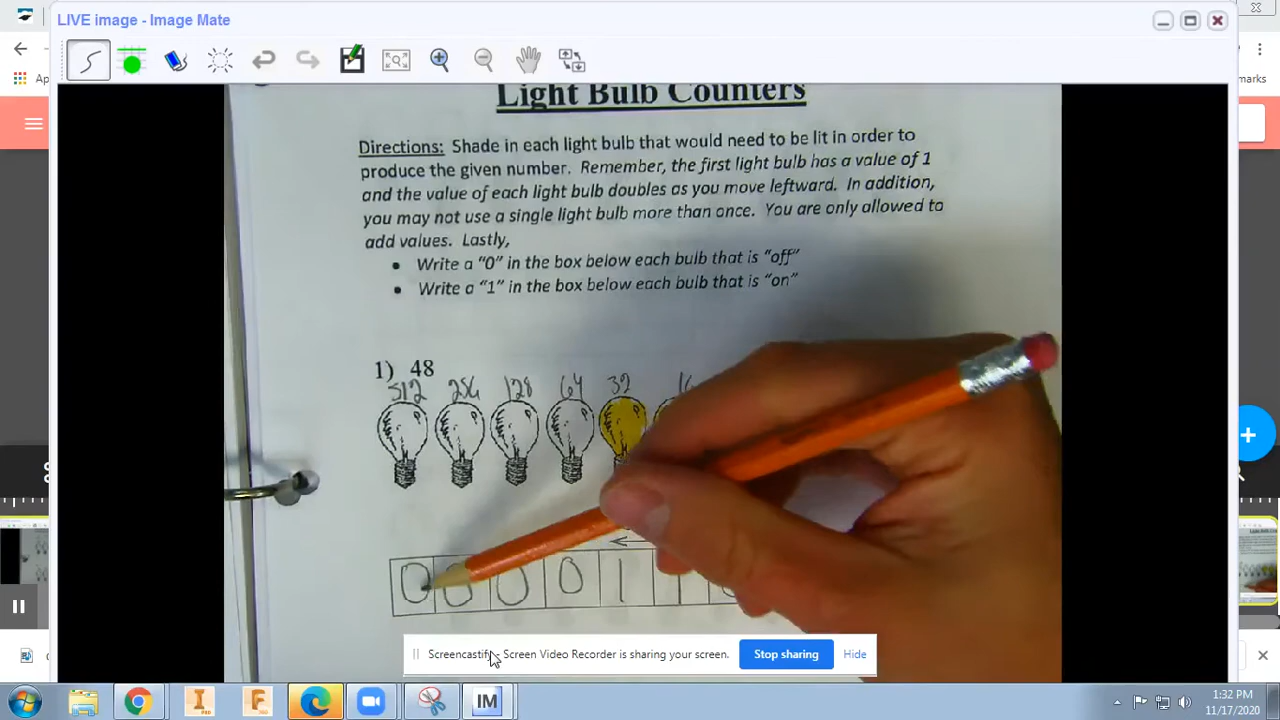 LIVE image - Image Mate
Ap
marks
Light Bulb Counters
Directions: Shade in each light bulb that would need to be lit in order to
produce the given number. Remember, the first light bulb has a value of 1
and the value of each light bulb doubles as you move leftward. In addition,
you may not use a single light bulb more than once. You are only allowed to
add values. Lastly,
• Write a “0” in the box below each bulb that is “off”
• Write a “1” in the box below each bulb that is “on”
1) 48
512 256 128 64 32 16
0 0 0 0 1 1
Screencastify - Screen Video Recorder is sharing your screen.
Stop sharing
Hide
IM
1:32 PM
11/17/2020